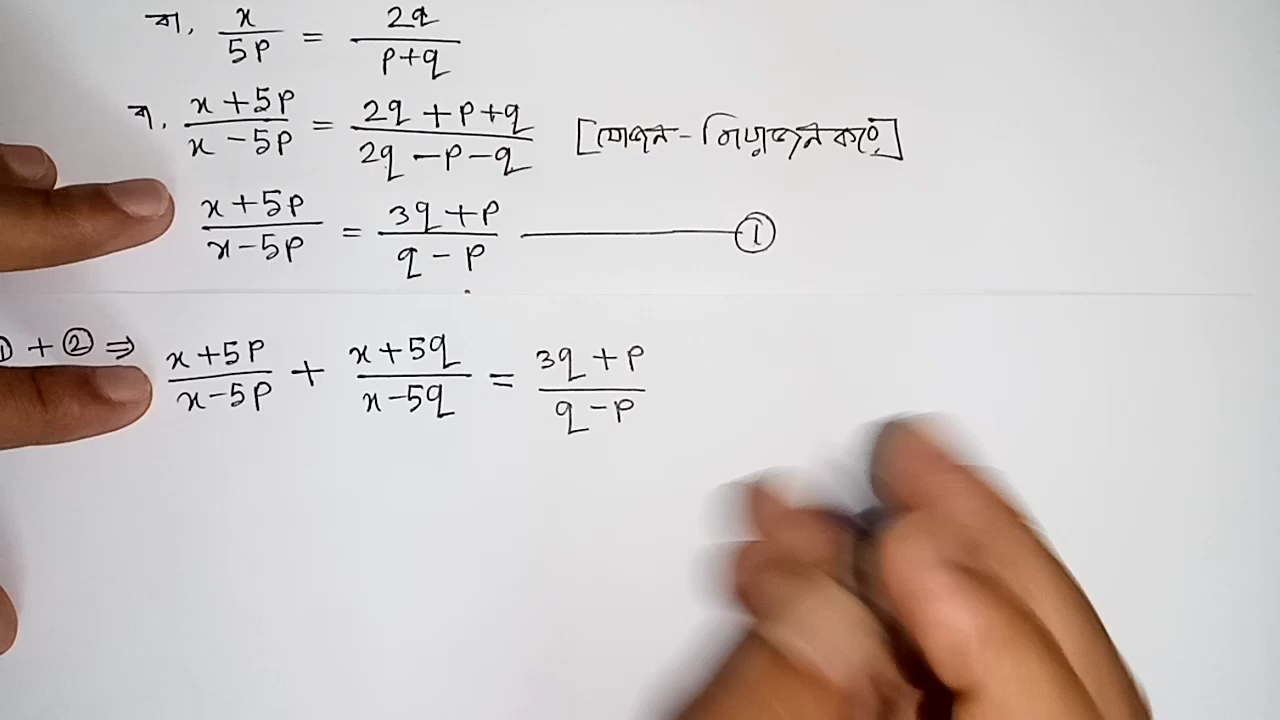 বা, x/5p = 2q/p+q
বা, x+5p/x-5p = 2q+p+q/2q-p-q [যোজন-বিয়োজন করে]
x+5p/x-5p = 3q+p/q-p ①
① + ② ⇒ x+5p/x-5p + x+5q/x-5q = 3q+p/q-p